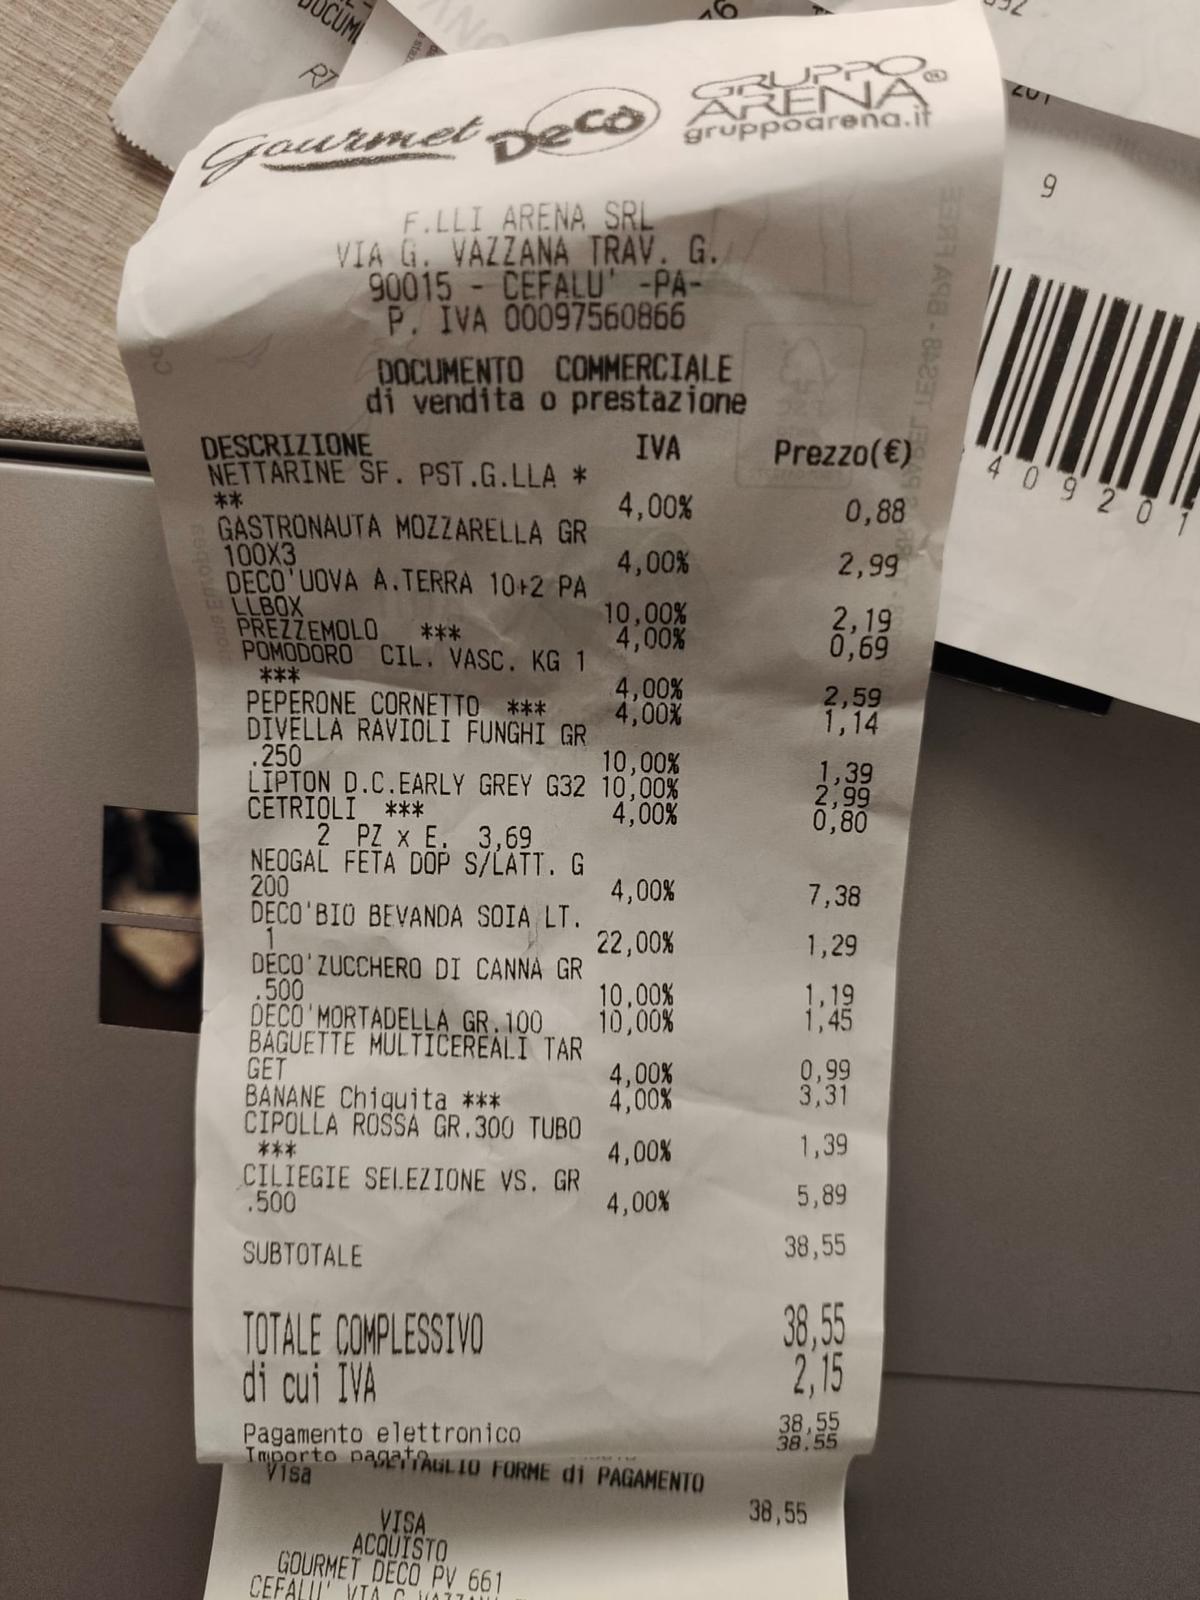 Gourmet Decò GRUPPO ARENA®
gruppoarena.it
F.LLI ARENA SRL
VIA G. VAZZANA TRAV. G.
90015 - CEFALU' -PA-
P. IVA 00097560866
DOCUMENTO COMMERCIALE
di vendita o prestazione
DESCRIZIONE IVA Prezzo(€)
NETTARINE SF. PST.G.LLA *
** 4,00% 0,88
GASTRONAUTA MOZZARELLA GR
100X3 4,00% 2,99
DECO'UOVA A.TERRA 10+2 PA
LLBOX 10,00% 2,19
PREZZEMOLO *** 4,00% 0,69
POMODORO CIL. VASC. KG 1
*** 4,00% 2,59
PEPERONE CORNETTO *** 4,00% 1,14
DIVELLA RAVIOLI FUNGHI GR
.250 10,00% 1,39
LIPTON D.C.EARLY GREY G32 10,00% 2,99
CETRIOLI *** 4,00% 0,80
2 PZ x E. 3,69
NEOGAL FETA DOP S/LATT. G
200 4,00% 7,38
DECO'BIO BEVANDA SOIA LT.
1 22,00% 1,29
DECO'ZUCCHERO DI CANNA GR
.500 10,00% 1,19
DECO'MORTADELLA GR.100 10,00% 1,45
BAGUETTE MULTICEREALI TAR
GET 4,00% 0,99
BANANE Chiquita *** 4,00% 3,31
CIPOLLA ROSSA GR.300 TUBO
*** 4,00% 1,39
CILIEGIE SELEZIONE VS. GR
.500 4,00% 5,89
SUBTOTALE 38,55
TOTALE COMPLESSIVO 38,55
di cui IVA 2,15
Pagamento elettronico 38,55
Importo pagato 38,55
DETTAGLIO FORME di PAGAMENTO
Visa 38,55
VISA
ACQUISTO
GOURMET DECO PV 661
CEFALU' VIA G VAZZANA
9
409201